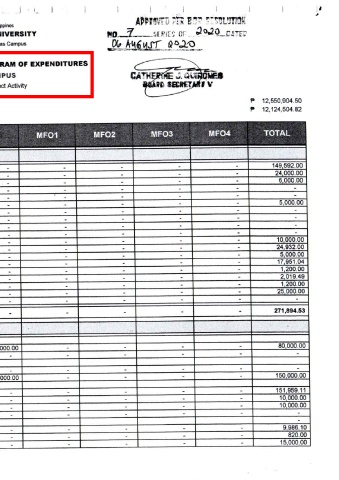 ppines
IVERSITY
as Campus
RAM OF EXPENDITURES
MPUS
ct Activity
APPROVED PER BOR RESOLUTION
NO. 7 SERIES OF 2020 DATED
06 AUGUST 2020
CATHERINE J. QUIRONES
BOARD SECRETARY V
₱ 12,550,904.50
₱ 12,124,504.82
MFO1 MFO2 MFO3 MFO4 TOTAL
- - - - - 149,592.00
- - - - - 24,000.00
- - - - - 6,000.00
- - - - - -
- - - - - -
- - - - - 5,000.00
- - - - - -
- - - - - -
- - - - - -
- - - - - -
- - - - - 10,000.00
- - - - - 24,932.00
- - - - - 5,000.00
- - - - - 17,951.04
- - - - - 1,200.00
- - - - - 2,019.49
- - - - - 1,200.00
- - - - - 25,000.00
- - - - - -
- - - - - 271,894.53
000.00 - - - - 80,000.00
- - - - - -
- - - - - -
000.00 - - - - 150,000.00
- - - - - 151,959.11
- - - - - 10,000.00
- - - - - 10,000.00
- - - - - -
- - - - - -
- - - - - 9,986.10
- - - - - 820.00
- - - - - 15,000.00